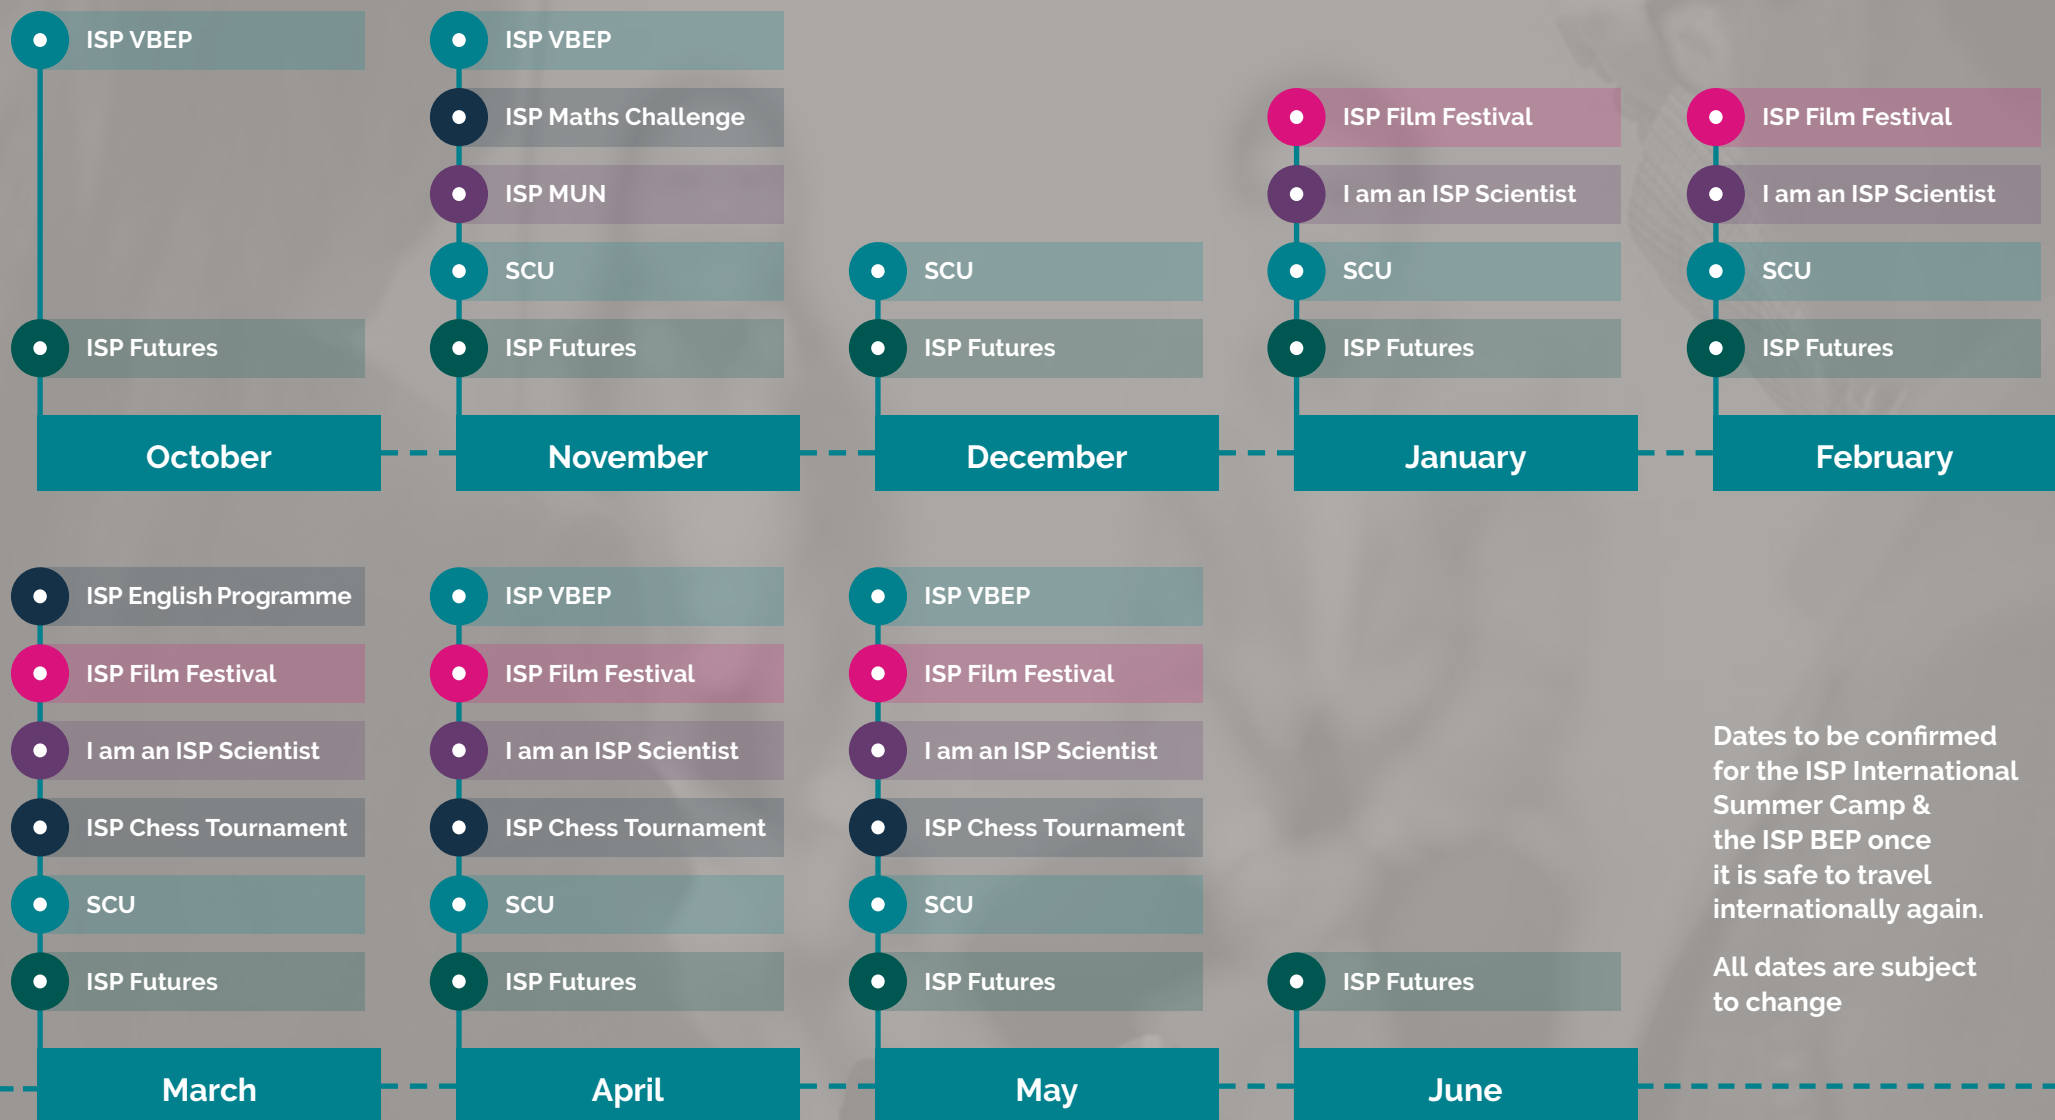 ISP VBEP
ISP Futures
October
ISP VBEP
ISP Maths Challenge
ISP MUN
SCU
ISP Futures
November
SCU
ISP Futures
December
ISP Film Festival
I am an ISP Scientist
SCU
ISP Futures
January
ISP Film Festival
I am an ISP Scientist
SCU
ISP Futures
February
ISP English Programme
ISP Film Festival
I am an ISP Scientist
ISP Chess Tournament
SCU
ISP Futures
March
ISP VBEP
ISP Film Festival
I am an ISP Scientist
ISP Chess Tournament
SCU
ISP Futures
April
ISP VBEP
ISP Film Festival
I am an ISP Scientist
ISP Chess Tournament
SCU
ISP Futures
May
ISP Futures
June
Dates to be confirmed
for the ISP International
Summer Camp &
the ISP BEP once
it is safe to travel
internationally again.
All dates are subject
to change